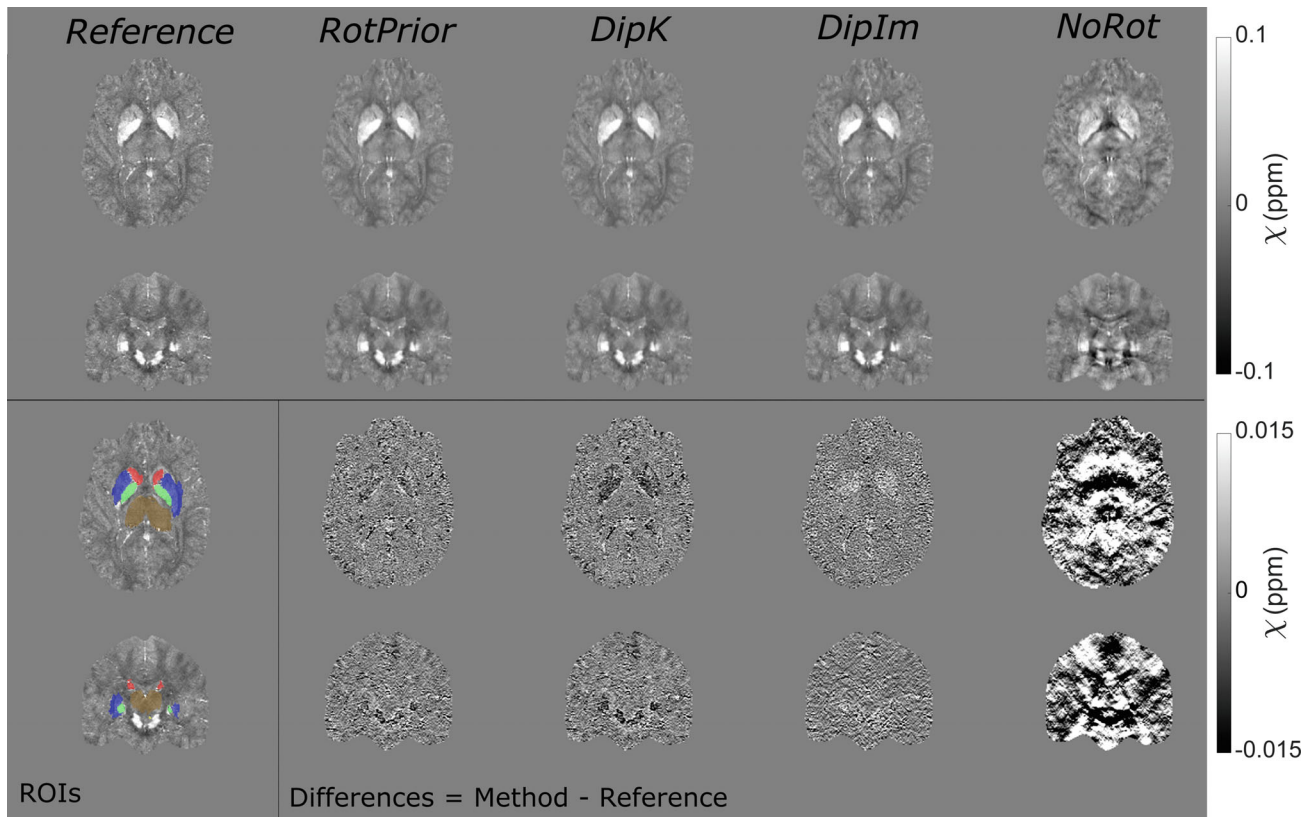 Reference
RotPrior
DipK
DipIm
NoRot
0.1
0
-0.1
χ (ppm)
0.015
0
-0.015
χ (ppm)
ROIs
Differences = Method - Reference